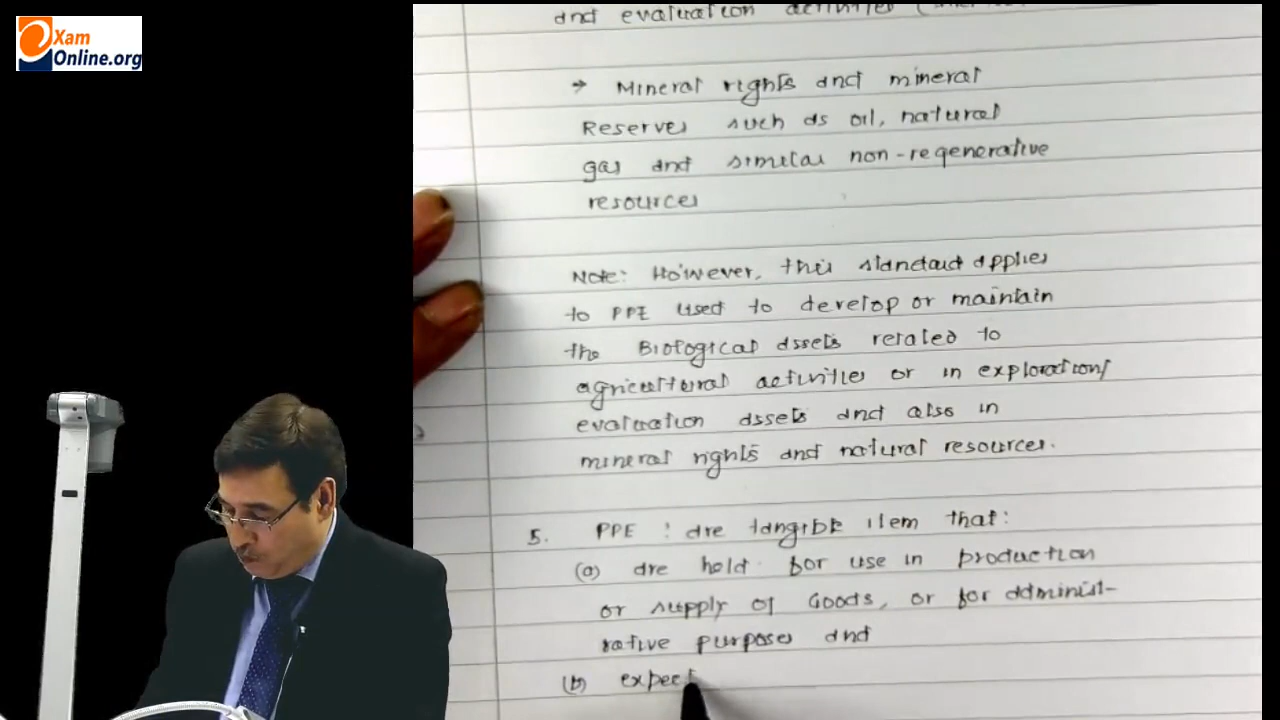 Xam
Online.org
and evaluation activities
→ Mineral rights and mineral
Reserves such as oil, natural
gas and similar non-regenerative
resources
Note: However, this standard applies
to PPE used to develop or maintain
the Biological assets related to
agricultural activities or in exploration/
evaluation assets and also in
mineral rights and natural resources.
5. PPE : are tangible item that:
(a) are held for use in production
or supply of Goods, or for administ-
rative purposes and
(b) expect